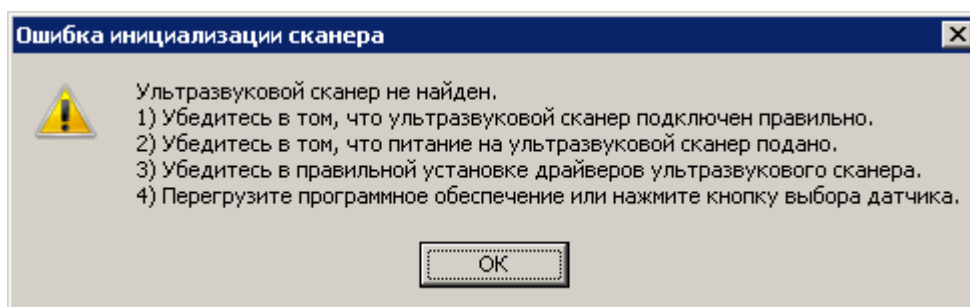 Ошибка инициализации сканера
Ультразвуковой сканер не найден.
1) Убедитесь в том, что ультразвуковой сканер подключен правильно.
2) Убедитесь в том, что питание на ультразвуковой сканер подано.
3) Убедитесь в правильной установке драйверов ультразвукового сканера.
4) Перегрузите программное обеспечение или нажмите кнопку выбора датчика.
ОК